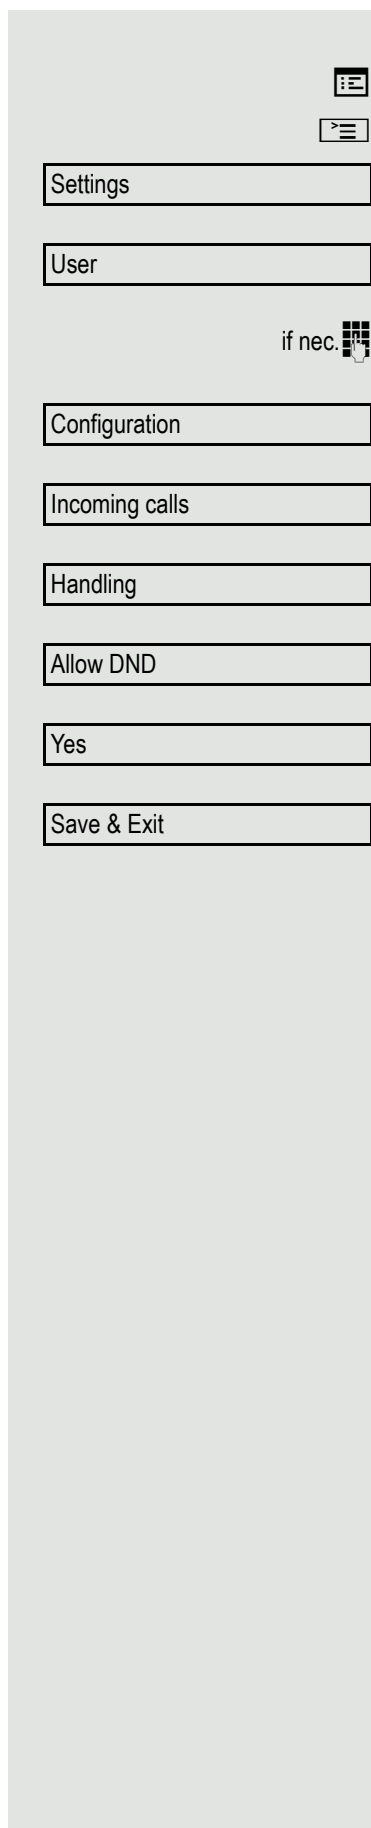 Settings
User
if nec.
Configuration
Incoming calls
Handling
Allow DND
Yes
Save & Exit